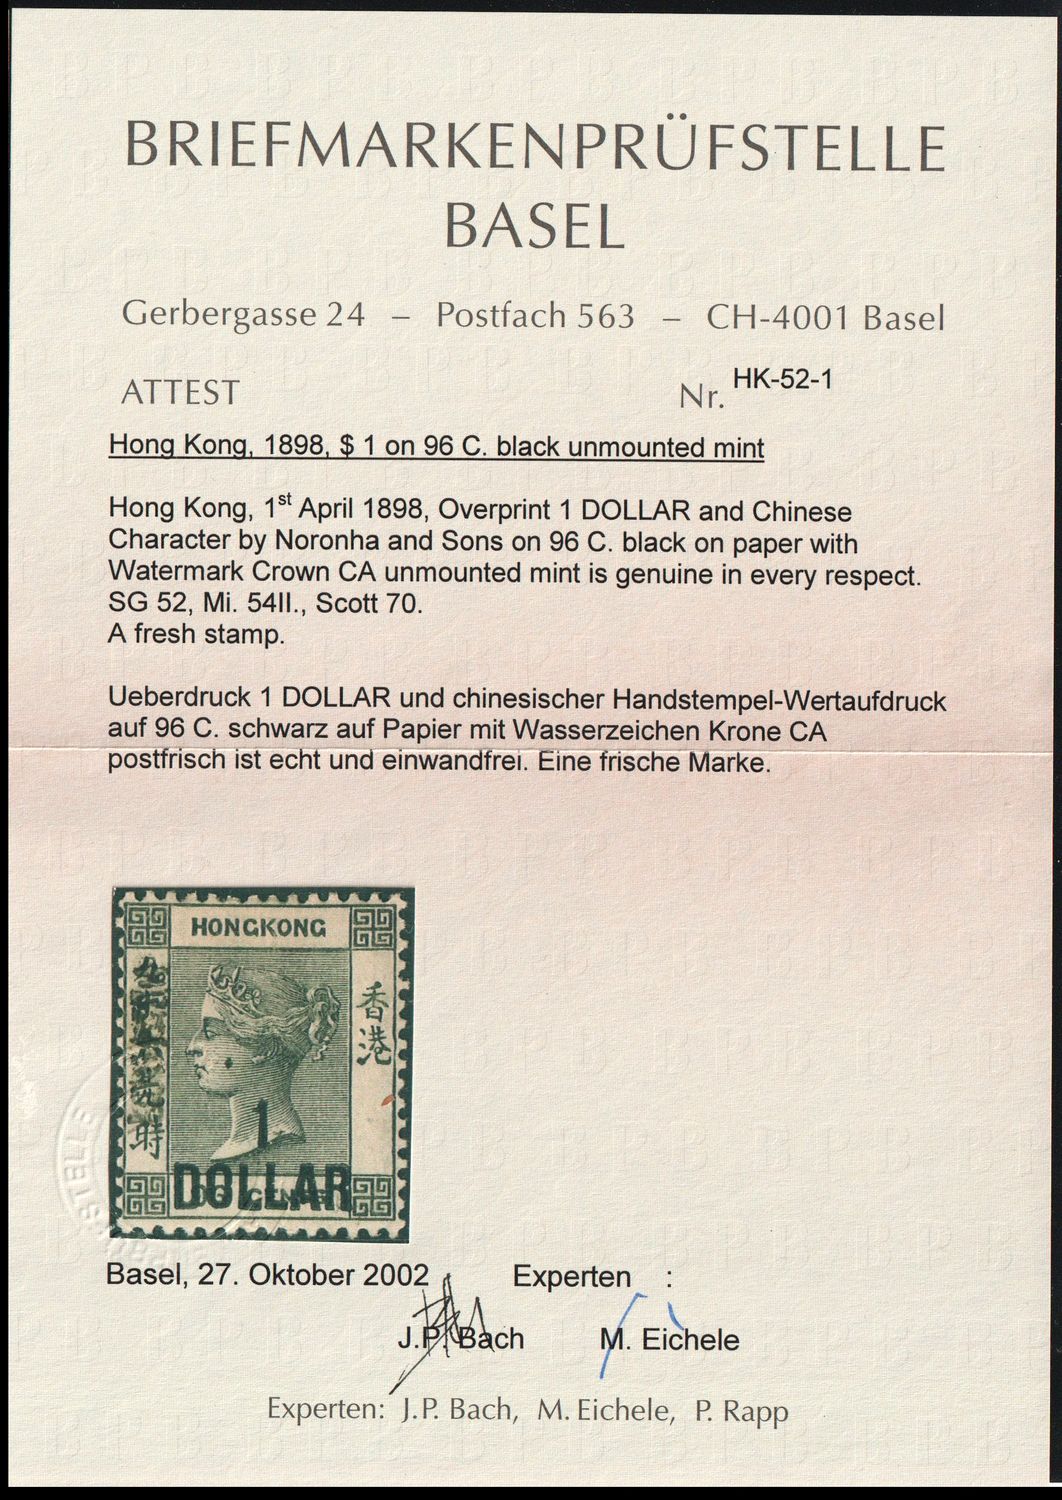 BRIEFMARKENPRÜFSTELLE
BASEL
Gerbergasse 24 – Postfach 563 – CH-4001 Basel
ATTEST Nr. HK-52-1
Hong Kong, 1898, $ 1 on 96 C. black unmounted mint
Hong Kong, 1st April 1898, Overprint 1 DOLLAR and Chinese
Character by Noronha and Sons on 96 C. black on paper with
Watermark Crown CA unmounted mint is genuine in every respect.
SG 52, Mi. 54II., Scott 70.
A fresh stamp.
Ueberdruck 1 DOLLAR und chinesischer Handstempel-Wertaufdruck
auf 96 C. schwarz auf Papier mit Wasserzeichen Krone CA
postfrisch ist echt und einwandfrei. Eine frische Marke.
HONGKONG
香港
1
DOLLAR
Basel, 27. Oktober 2002 Experten :
J.P. Bach M. Eichele
Experten: J.P. Bach, M. Eichele, P. Rapp